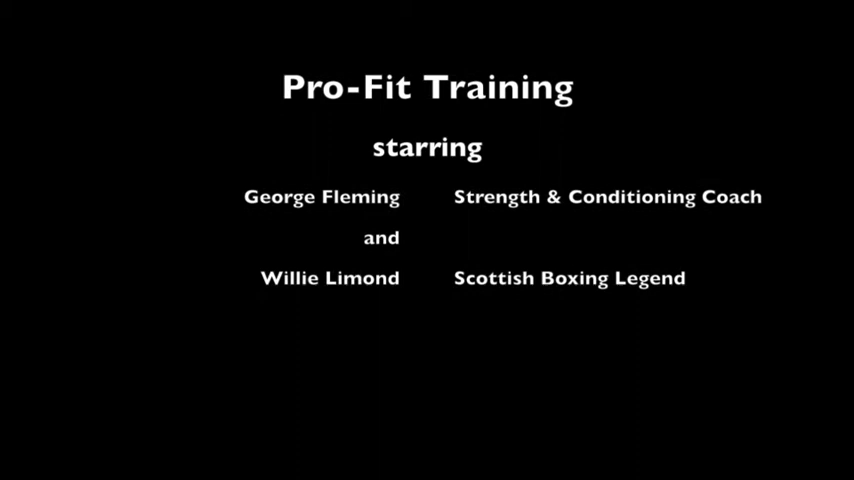 Pro-Fit Training
starring
George Fleming Strength & Conditioning Coach
and
Willie Limond Scottish Boxing Legend